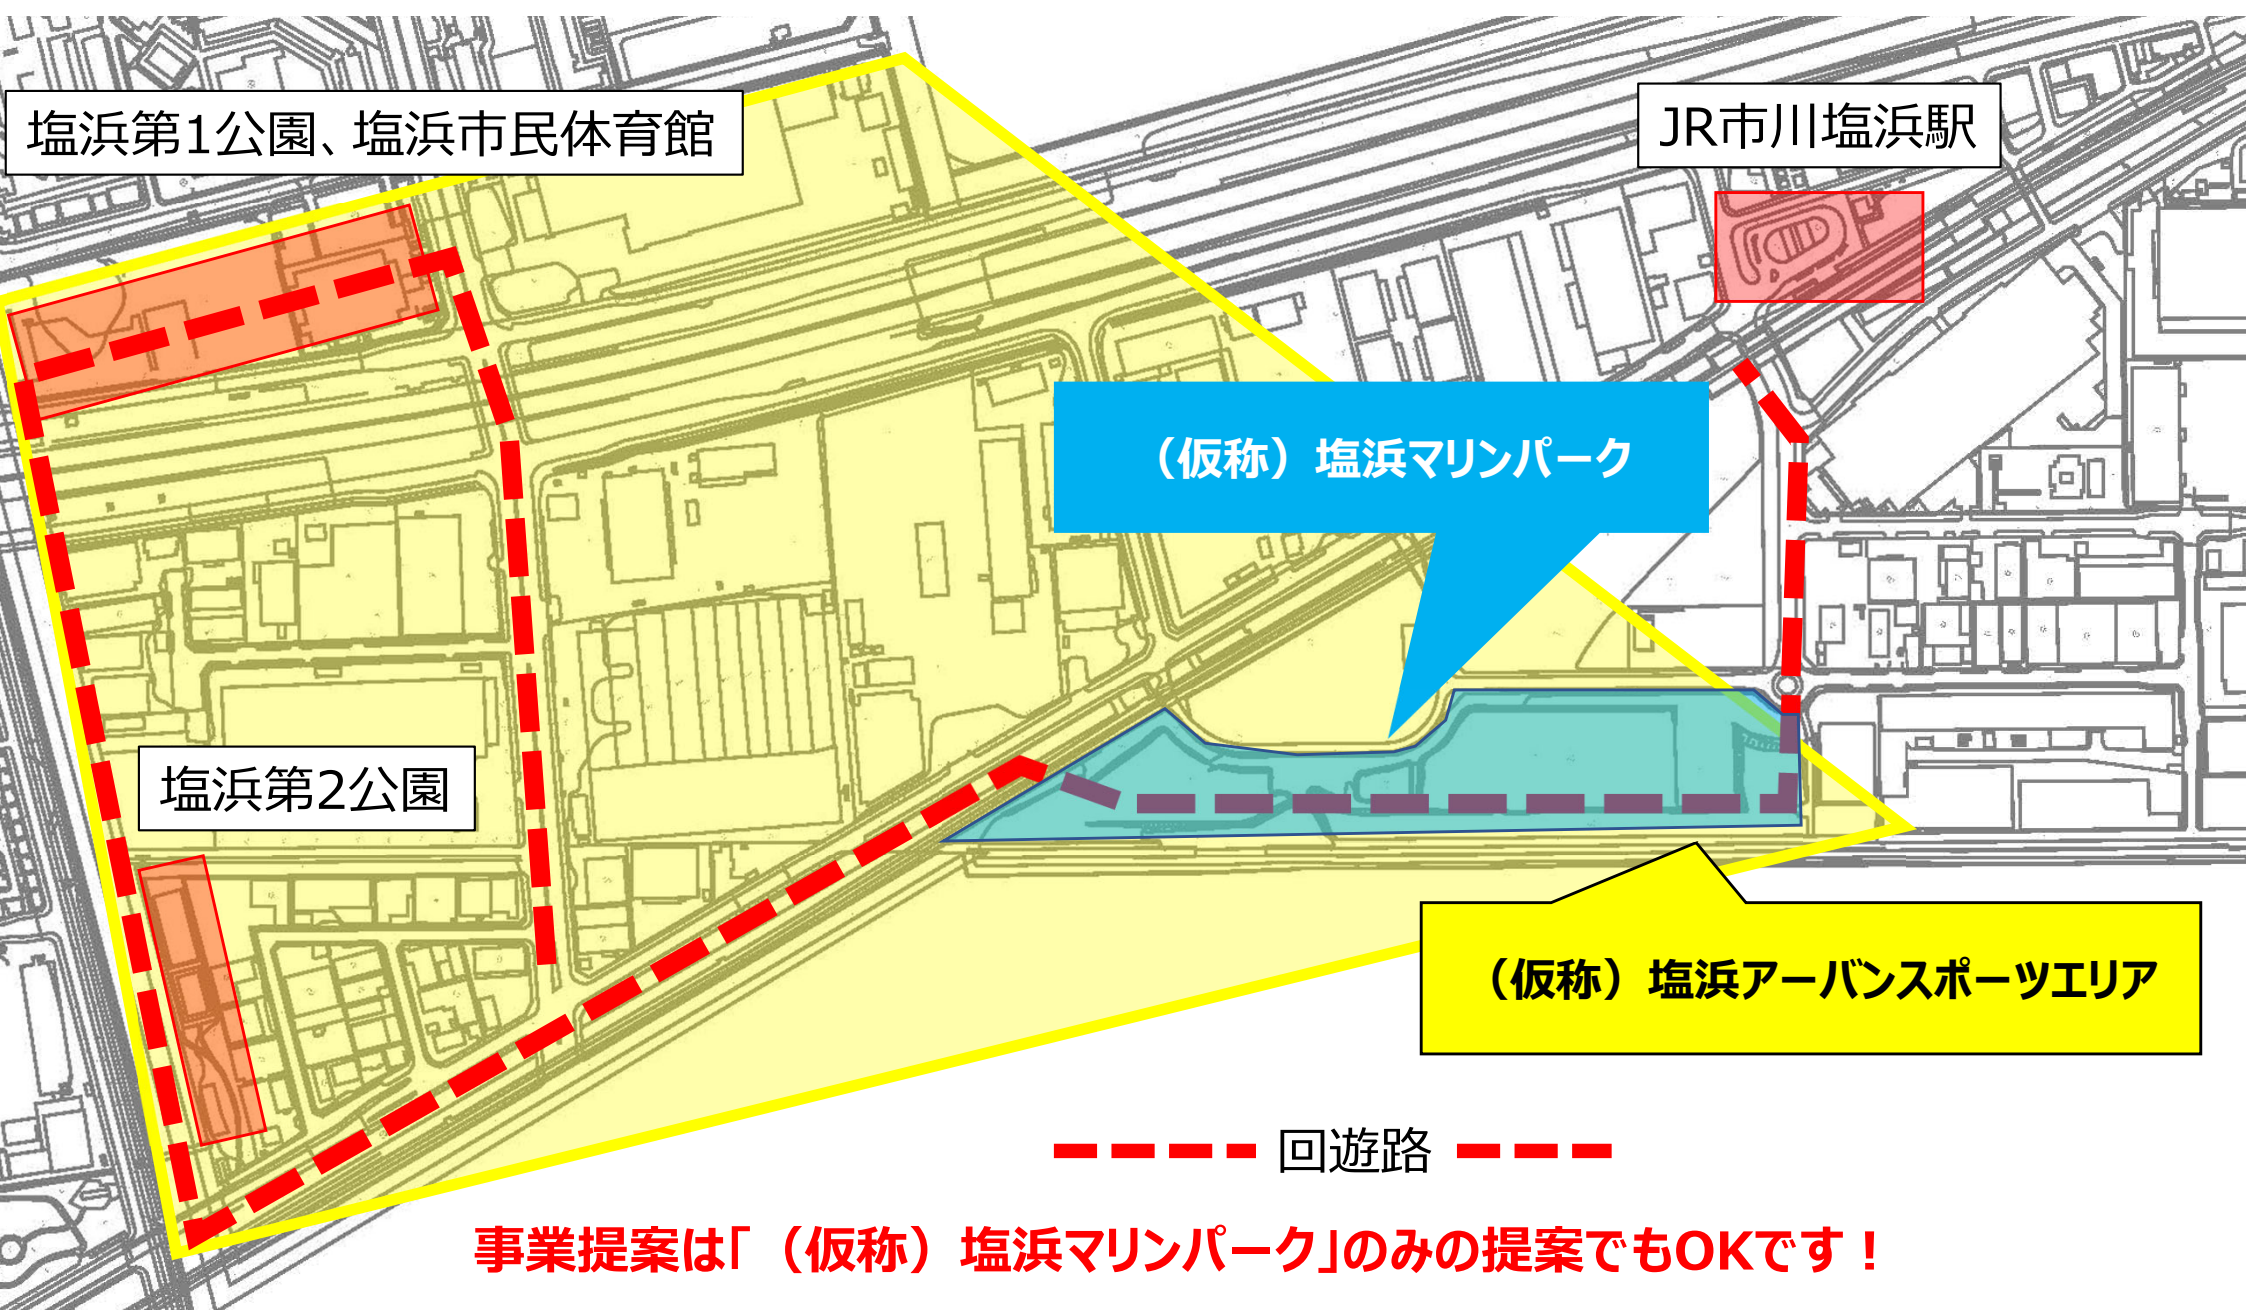 塩浜第1公園、塩浜市民体育館
JR市川塩浜駅
（仮称）塩浜マリンパーク
塩浜第2公園
（仮称）塩浜アーバンスポーツエリア
回遊路
事業提案は「（仮称）塩浜マリンパーク」のみの提案でもOKです！